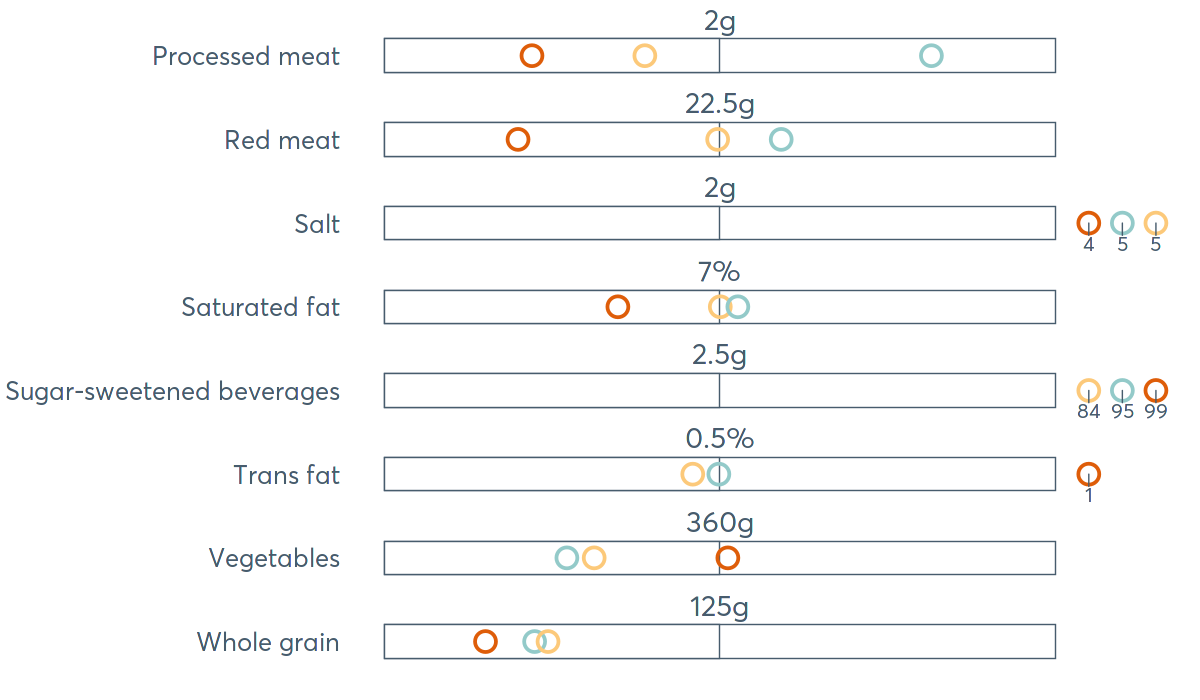 2g
Processed meat
22.5g
Red meat
2g
Salt
4 5 5
7%
Saturated fat
2.5g
Sugar-sweetened beverages
84 95 99
0.5%
Trans fat
1
360g
Vegetables
125g
Whole grain